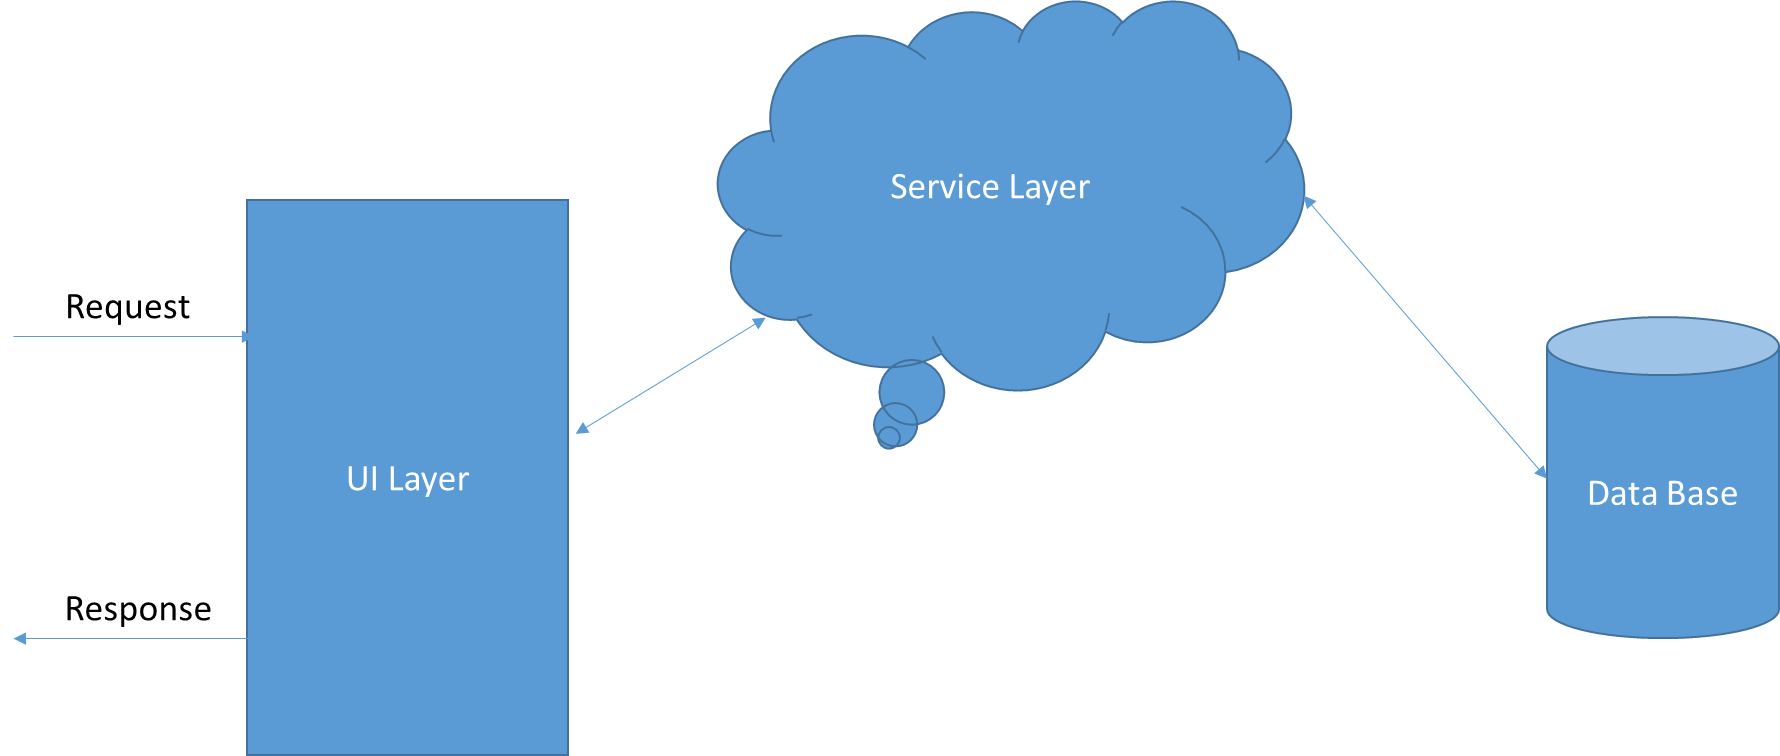 Service Layer
Request
UI Layer
Data Base
Response